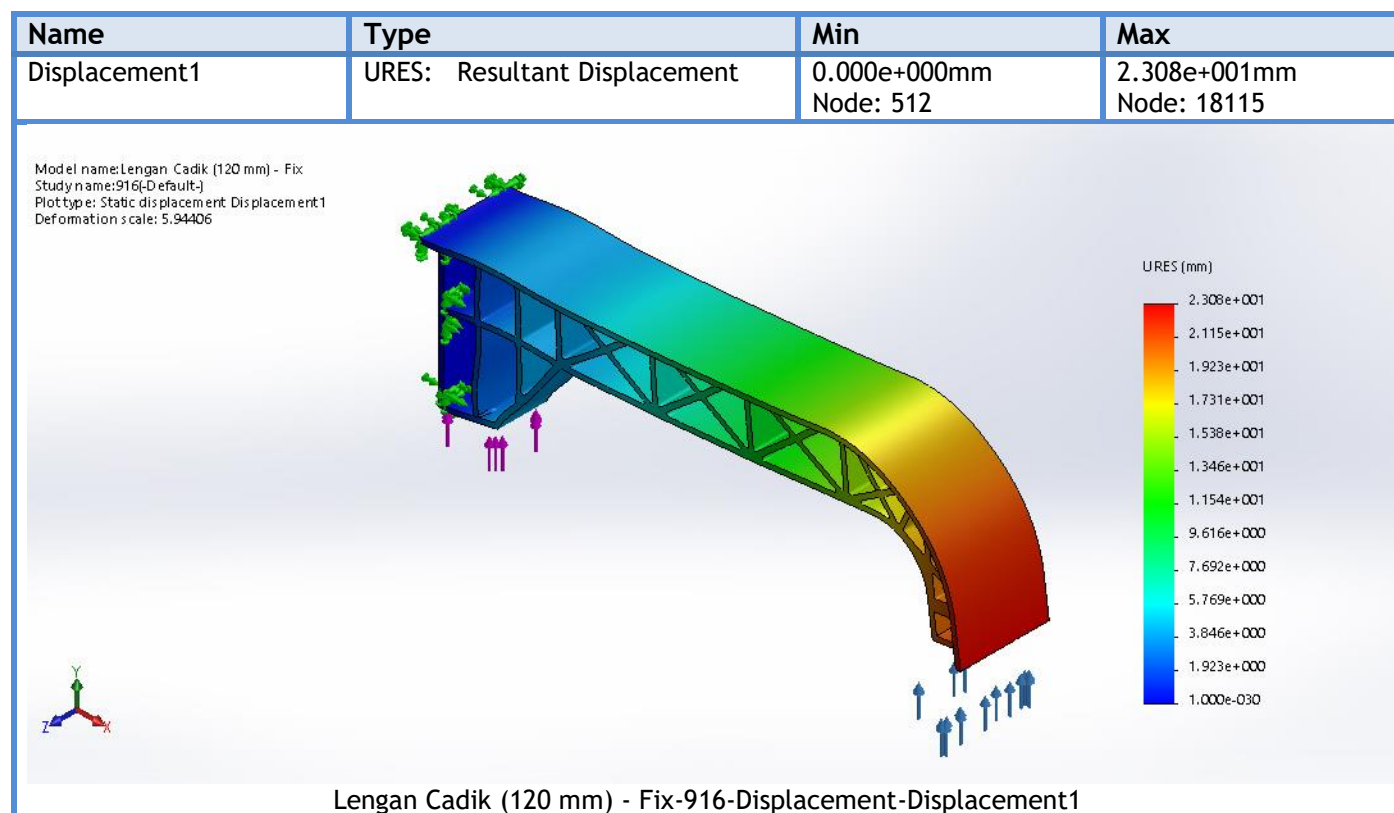 Name Type Min Max
Displacement1 URES: Resultant Displacement 0.000e+000mm 2.308e+001mm
Node: 512 Node: 18115
Model name:Lengan Cadik (120 mm) - Fix
Study name:916(-Default-)
Plot type: Static displacement Displacement1
Deformation scale: 5.94406
URES (mm)
2.308e+001
2.115e+001
1.923e+001
1.731e+001
1.538e+001
1.346e+001
1.154e+001
9.616e+000
7.692e+000
5.769e+000
3.846e+000
1.923e+000
1.000e-030
Y
Z X
Lengan Cadik (120 mm) - Fix-916-Displacement-Displacement1